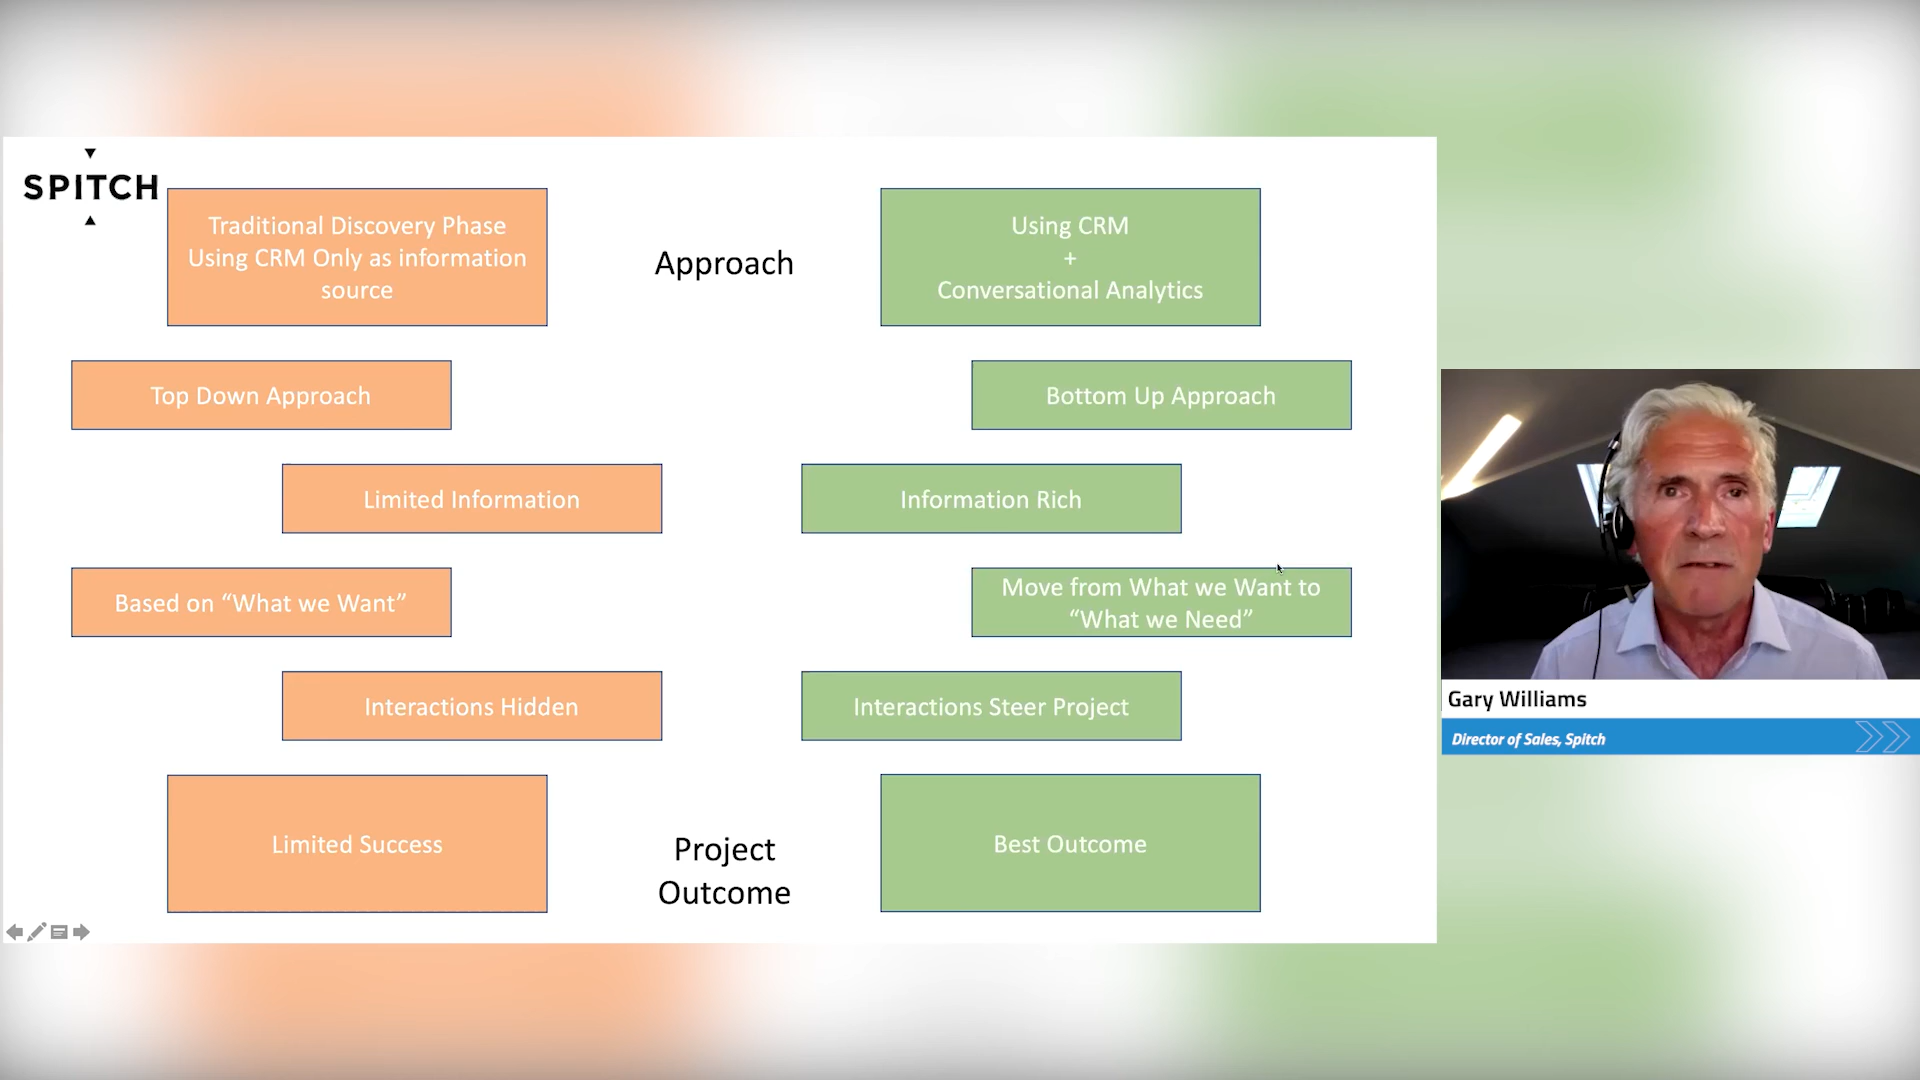 SPITCH
Traditional Discovery Phase
Using CRM Only as information
source
Approach
Using CRM
+
Conversational Analytics
Top Down Approach
Bottom Up Approach
Limited Information
Information Rich
Based on “What we Want”
Move from What we Want to
“What we Need”
Interactions Hidden
Interactions Steer Project
Limited Success
Project
Outcome
Best Outcome
Gary Williams
Director of Sales, Spitch